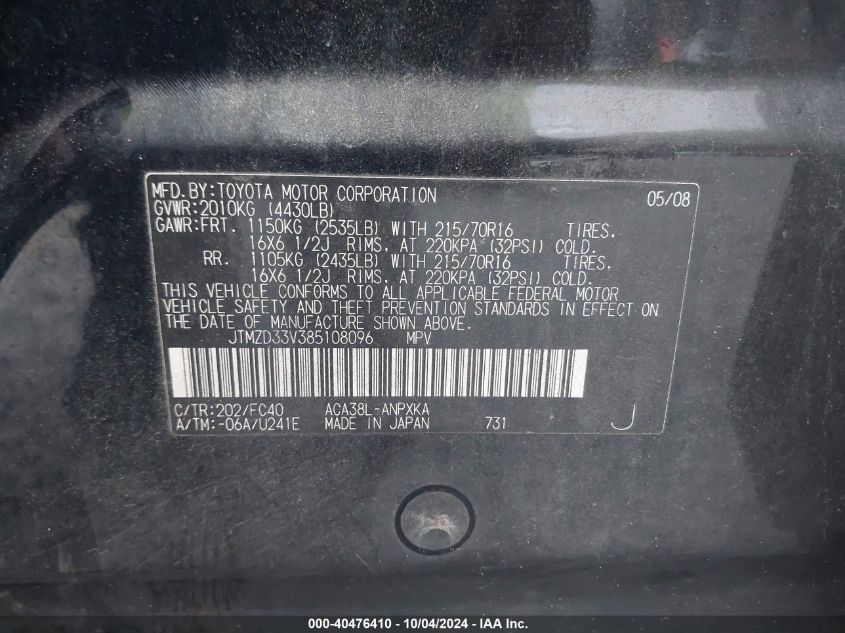 MFD.BY:TOYOTA MOTOR CORPORATION 05/08
GVWR:2010KG (4430LB)
GAWR:FRT. 1150KG (2535LB) WITH 215/70R16 TIRES,
16X6 1/2J RIMS, AT 220KPA (32PSI) COLD.
RR. 1105KG (2435LB) WITH 215/70R16 TIRES,
16X6 1/2J RIMS, AT 220KPA (32PSI) COLD.
THIS VEHICLE CONFORMS TO ALL APPLICABLE FEDERAL MOTOR
VEHICLE SAFETY AND THEFT PREVENTION STANDARDS IN EFFECT ON
THE DATE OF MANUFACTURE SHOWN ABOVE.
JTMZD33V385108096 MPV
C/TR:202/FC40 ACA38L-ANPXKA
A/TM:-06A/U241E MADE IN JAPAN 731 J
000-40476410 - 10/04/2024 - IAA Inc.